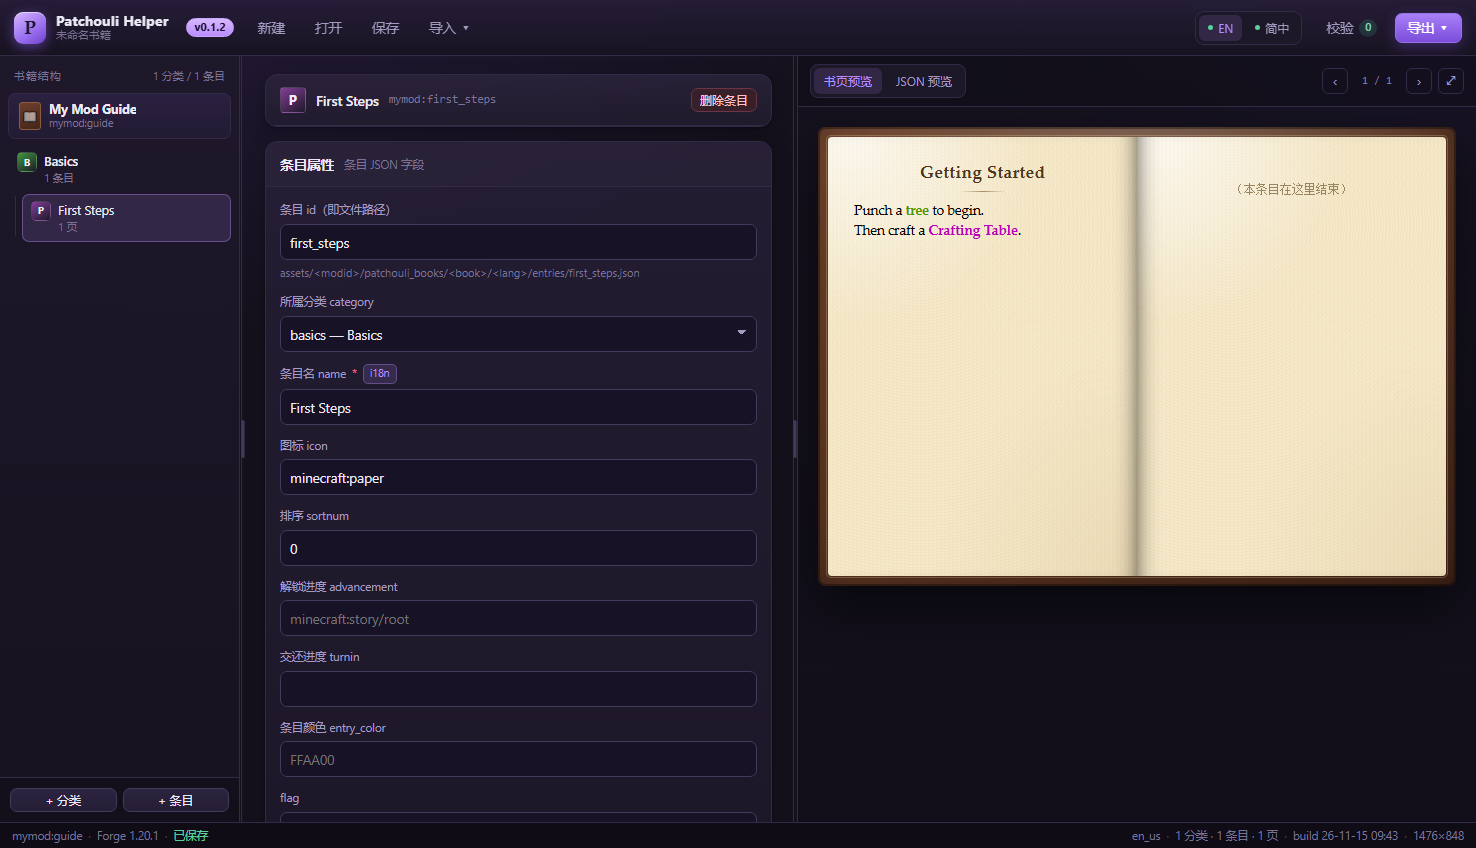 P
Patchouli Helper
未命名书籍
v0.1.2
新建
打开
保存
导入
EN
简中
校验 0
导出
书籍结构
1 分类 / 1 条目
My Mod Guide
mymod:guide
B
Basics
1 条目
P
First Steps
1 页
+ 分类
+ 条目
P
First Steps
mymod:first_steps
删除条目
条目属性 条目 JSON 字段
条目 id（即文件路径）
first_steps
assets/<modid>/patchouli_books/<book>/<lang>/entries/first_steps.json
所属分类 category
basics — Basics
条目名 name * i18n
First Steps
图标 icon
minecraft:paper
排序 sortnum
0
解锁进度 advancement
minecraft:story/root
交还进度 turnin
条目颜色 entry_color
FFAA00
flag
书页预览
JSON 预览
‹ 1 / 1 ›
Getting Started
Punch a tree to begin.
Then craft a Crafting Table.
（本条目在这里结束）
mymod:guide · Forge 1.20.1 · 已保存
en_us · 1 分类 · 1 条目 · 1 页 · build 26-11-15 09:43 · 1476×848